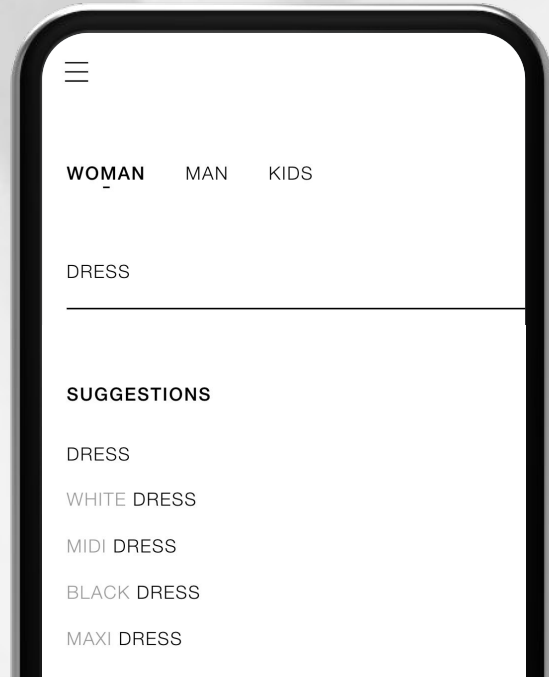 WOMAN MAN KIDS
DRESS
SUGGESTIONS
DRESS
WHITE DRESS
MIDI DRESS
BLACK DRESS
MAXI DRESS